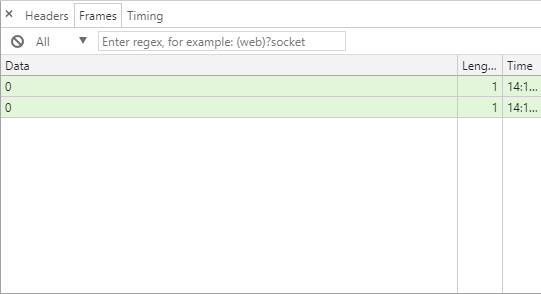 × Headers Frames Timing
All ▼ Enter regex, for example: (web)?socket
Data Leng... Time
0 1 14:1...
0 1 14:1...